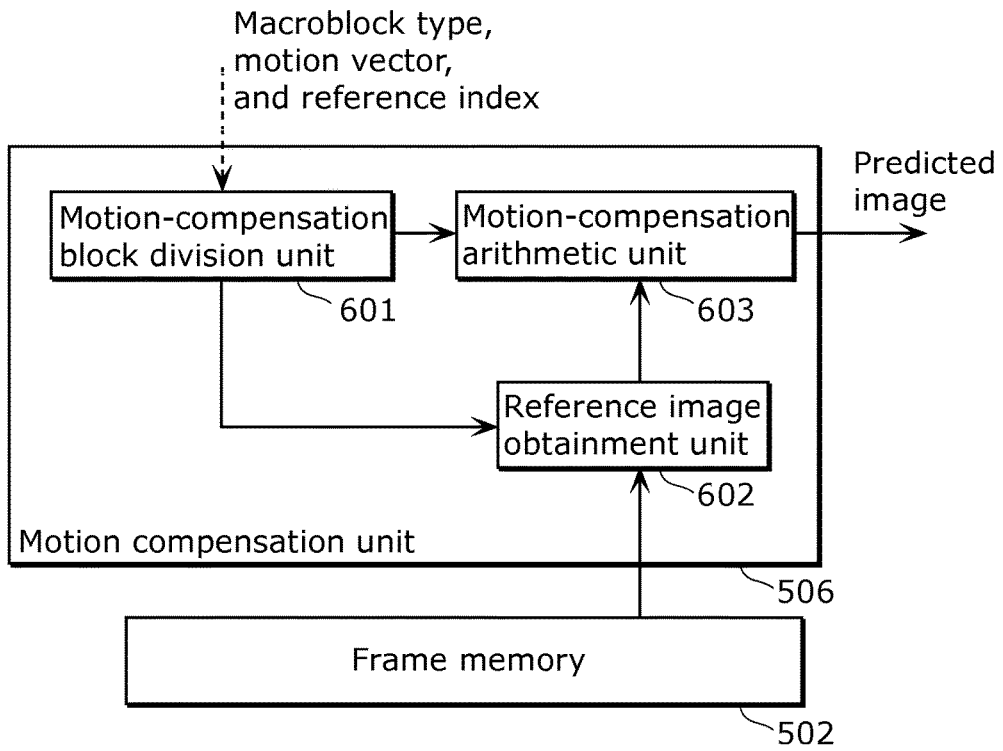 Macroblock type,
motion vector,
and reference index
Predicted
image
Motion-compensation
block division unit
601
Motion-compensation
arithmetic unit
603
Reference image
obtainment unit
602
Motion compensation unit
506
Frame memory
502